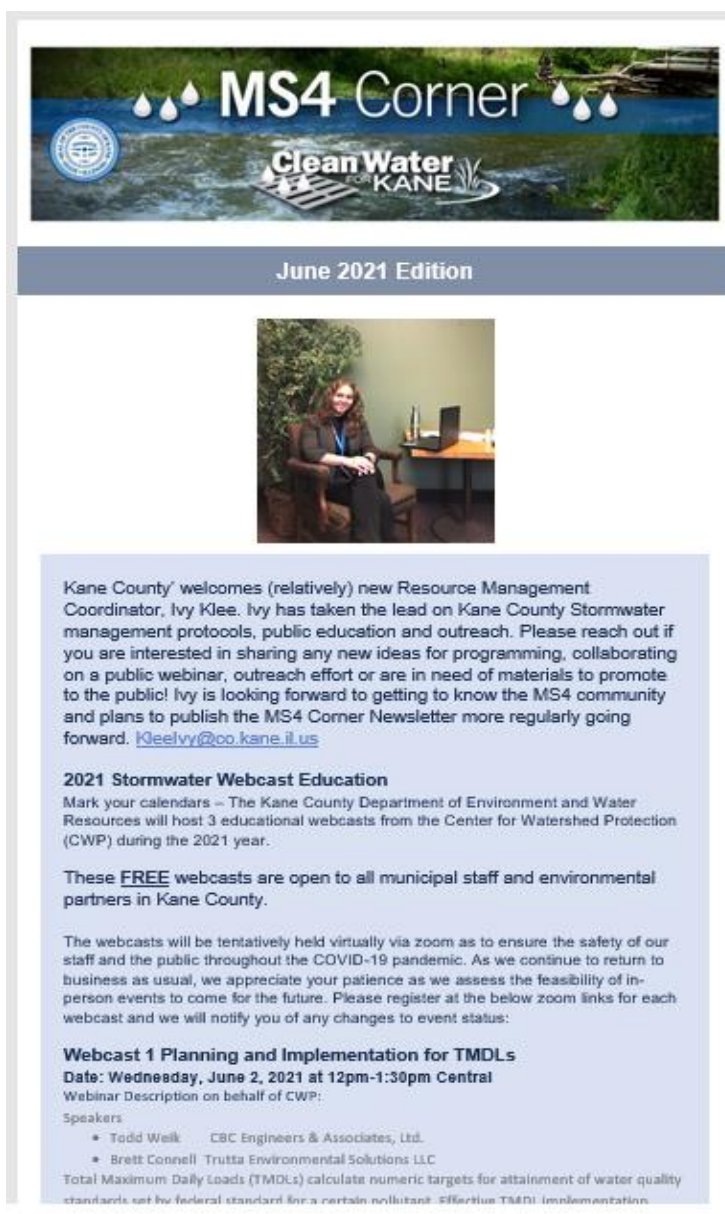 MS4 Corner
Clean Water
FOR KANE
June 2021 Edition
Kane County' welcomes (relatively) new Resource Management
Coordinator, Ivy Klee. Ivy has taken the lead on Kane County Stormwater
management protocols, public education and outreach. Please reach out if
you are interested in sharing any new ideas for programming, collaborating
on a public webinar, outreach effort or are in need of materials to promote
to the public! Ivy is looking forward to getting to know the MS4 community
and plans to publish the MS4 Corner Newsletter more regularly going
forward. KleeIvy@co.kane.il.us
2021 Stormwater Webcast Education
Mark your calendars – The Kane County Department of Environment and Water
Resources will host 3 educational webcasts from the Center for Watershed Protection
(CWP) during the 2021 year.
These FREE webcasts are open to all municipal staff and environmental
partners in Kane County.
The webcasts will be tentatively held virtually via zoom as to ensure the safety of our
staff and the public throughout the COVID-19 pandemic. As we continue to return to
business as usual, we appreciate your patience as we assess the feasibility of in-
person events to come for the future. Please register at the below zoom links for each
webcast and we will notify you of any changes to event status:
Webcast 1 Planning and Implementation for TMDLs
Date: Wednesday, June 2, 2021 at 12pm-1:30pm Central
Webinar Description on behalf of CWP:
Speakers
• Todd Weik CBC Engineers & Associates, Ltd.
• Brett Connell Trutta Environmental Solutions LLC
Total Maximum Daily Loads (TMDLs) calculate numeric targets for attainment of water quality
standards set by federal standard for a certain pollutant. Effective TMDL implementation